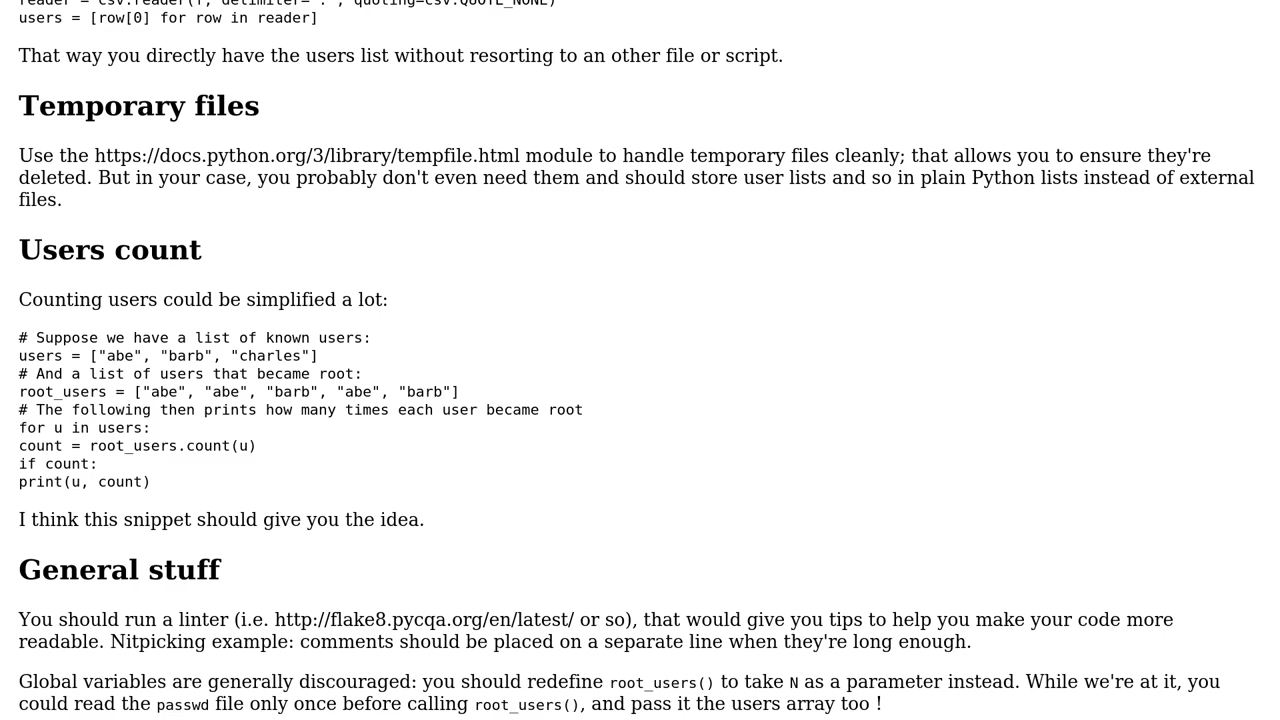 reader = csv.reader(f, delimiter=":", quoting=csv.QUOTE_NONE)
users = [row[0] for row in reader]
That way you directly have the users list without resorting to an other file or script.
Temporary files
Use the https://docs.python.org/3/library/tempfile.html module to handle temporary files cleanly; that allows you to ensure they're
deleted. But in your case, you probably don't even need them and should store user lists and so in plain Python lists instead of external
files.
Users count
Counting users could be simplified a lot:
# Suppose we have a list of known users:
users = ["abe", "barb", "charles"]
# And a list of users that became root:
root_users = ["abe", "abe", "barb", "abe", "barb"]
# The following then prints how many times each user became root
for u in users:
count = root_users.count(u)
if count:
print(u, count)
I think this snippet should give you the idea.
General stuff
You should run a linter (i.e. http://flake8.pycqa.org/en/latest/ or so), that would give you tips to help you make your code more
readable. Nitpicking example: comments should be placed on a separate line when they're long enough.
Global variables are generally discouraged: you should redefine root_users() to take N as a parameter instead. While we're at it, you
could read the passwd file only once before calling root_users(), and pass it the users array too !